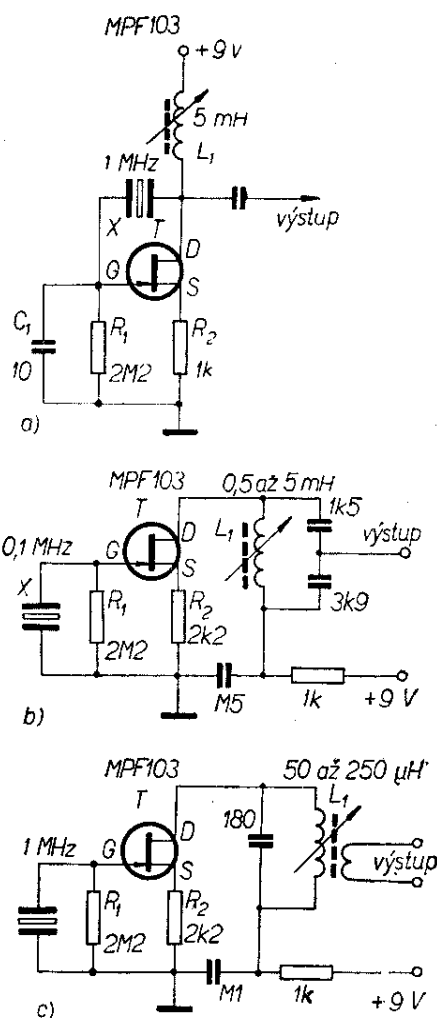 MPF103
+9V
5 mH
L₁
1 MHz
výstup
X
T
D
G
S
C₁
10
R₁
2M2
R₂
1k
a)
MPF103
T
0,5 až 5 mH
1k5
L₁
D
výstup
0,1 MHz
G
S
X
R₁
2M2
R₂
2k2
3k9
M5
1k
+9 V
b)
MPF103
T
50 až 250 μH
L₁
D
180
výstup
1 MHz
G
S
R₁
2M2
R₂
2k2
M1
1k
+9 V
c)